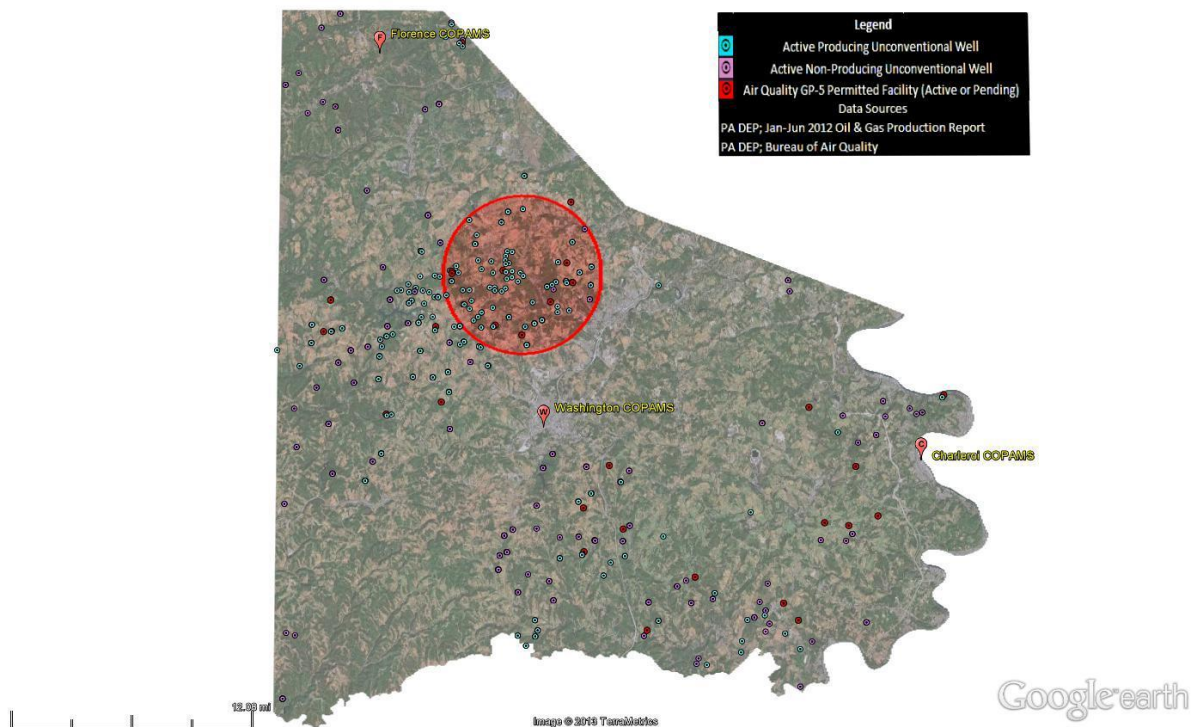 Legend
Active Producing Unconventional Well
Active Non-Producing Unconventional Well
Air Quality GP-5 Permitted Facility (Active or Pending)
Data Sources
PA DEP; Jan-Jun 2012 Oil & Gas Production Report
PA DEP; Bureau of Air Quality
F
Florence COPAMS
W
Washington COPAMS
C
Charleroi COPAMS
Image © 2013 TerraMetrics
Google earth